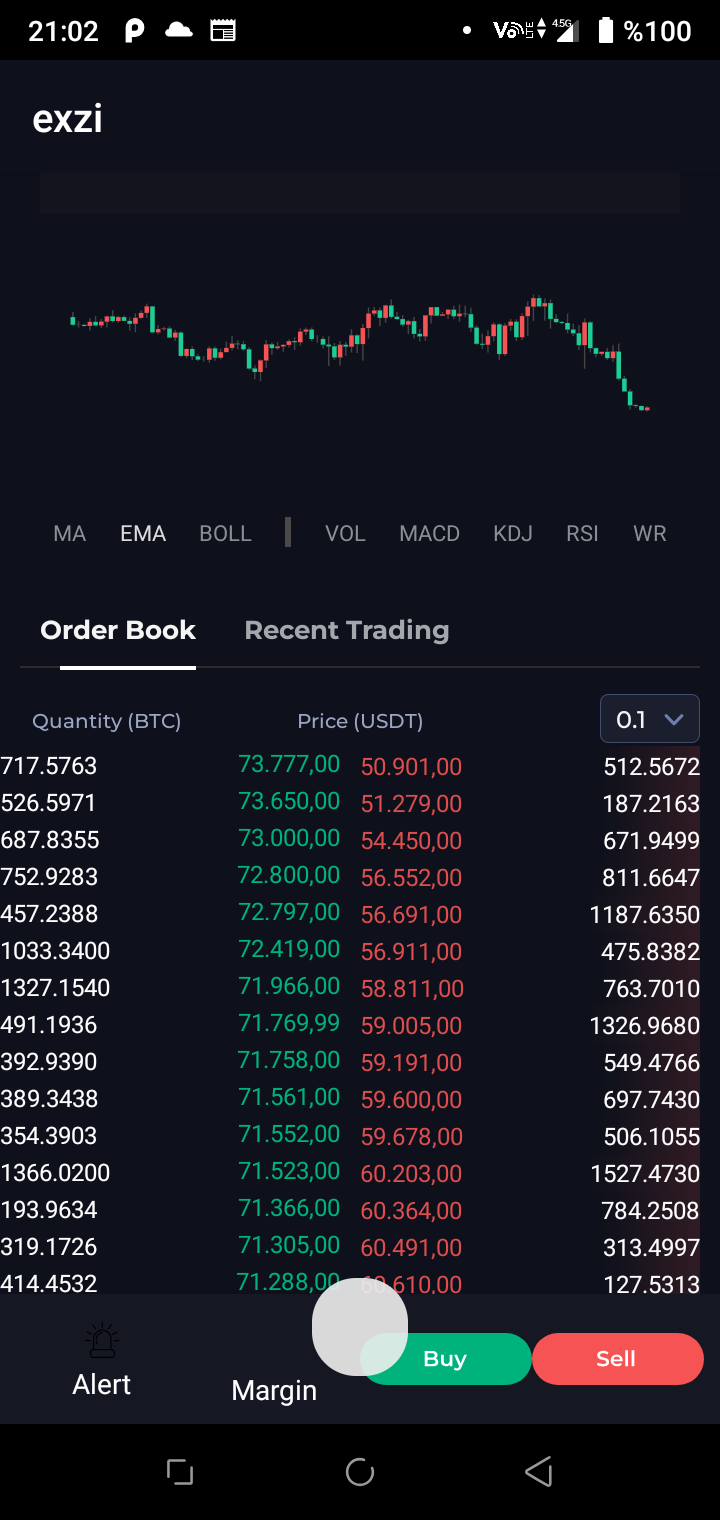 21:02 4.5G %100
exzi
MA EMA BOLL VOL MACD KDJ RSI WR
Order Book Recent Trading
Quantity (BTC) Price (USDT) 0.1
717.5763 73.777,00 50.901,00 512.5672
526.5971 73.650,00 51.279,00 187.2163
687.8355 73.000,00 54.450,00 671.9499
752.9283 72.800,00 56.552,00 811.6647
457.2388 72.797,00 56.691,00 1187.6350
1033.3400 72.419,00 56.911,00 475.8382
1327.1540 71.966,00 58.811,00 763.7010
491.1936 71.769,99 59.005,00 1326.9680
392.9390 71.758,00 59.191,00 549.4766
389.3438 71.561,00 59.600,00 697.7430
354.3903 71.552,00 59.678,00 506.1055
1366.0200 71.523,00 60.203,00 1527.4730
193.9634 71.366,00 60.364,00 784.2508
319.1726 71.305,00 60.491,00 313.4997
414.4532 71.288,00 60.610,00 127.5313
Buy Sell
Alert Margin